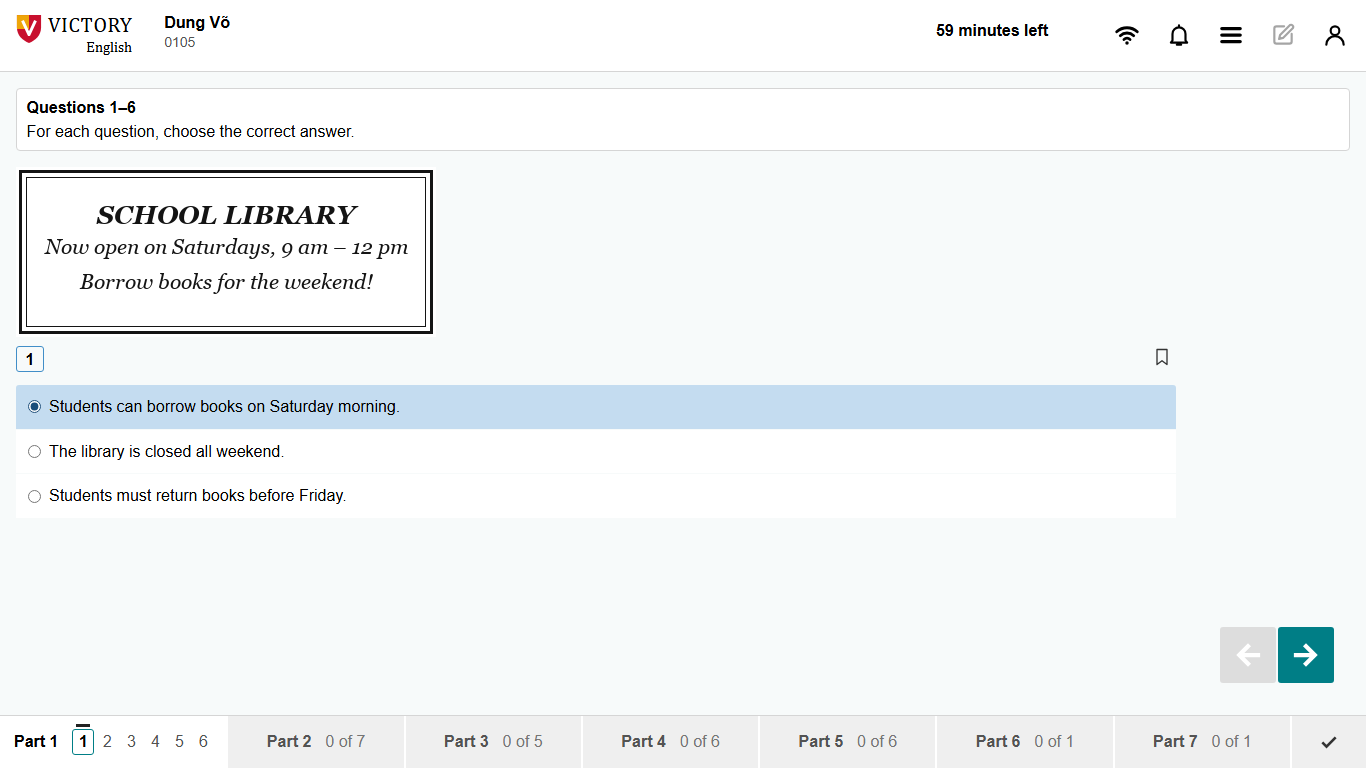 VICTORY
English
Dung Võ
0105
59 minutes left
Questions 1–6
For each question, choose the correct answer.
SCHOOL LIBRARY
Now open on Saturdays, 9 am – 12 pm
Borrow books for the weekend!
1
Students can borrow books on Saturday morning.
The library is closed all weekend.
Students must return books before Friday.
Part 1 1 2 3 4 5 6 Part 2 0 of 7 Part 3 0 of 5 Part 4 0 of 6 Part 5 0 of 6 Part 6 0 of 1 Part 7 0 of 1